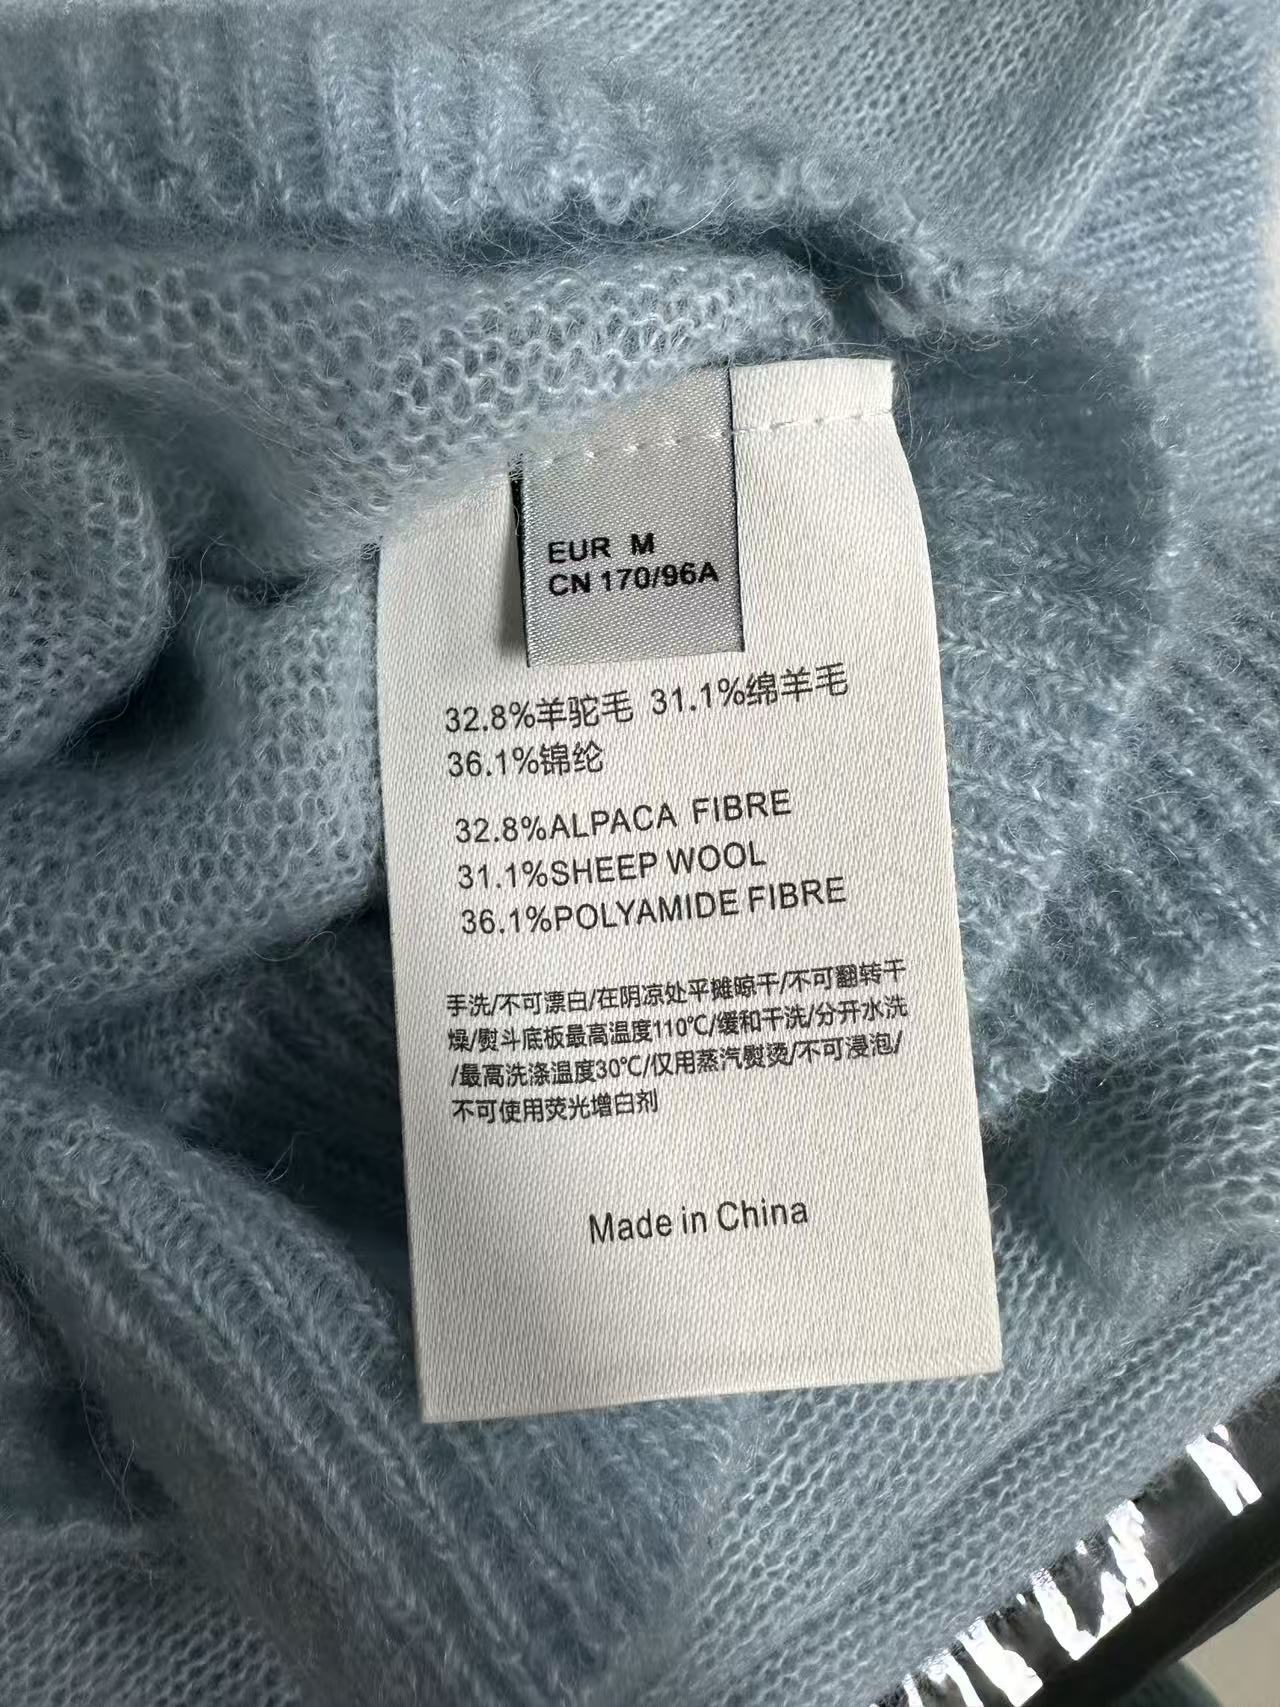 EUR M
CN 170/96A
32.8%羊驼毛 31.1%绵羊毛
36.1%锦纶
32.8%ALPACA FIBRE
31.1%SHEEP WOOL
36.1%POLYAMIDE FIBRE
手洗/不可漂白/在阴凉处平摊晾干/不可翻转干
燥/熨斗底板最高温度110℃/缓和干洗/分开水洗
/最高洗涤温度30℃/仅用蒸汽熨烫/不可浸泡/
不可使用荧光增白剂
Made in China